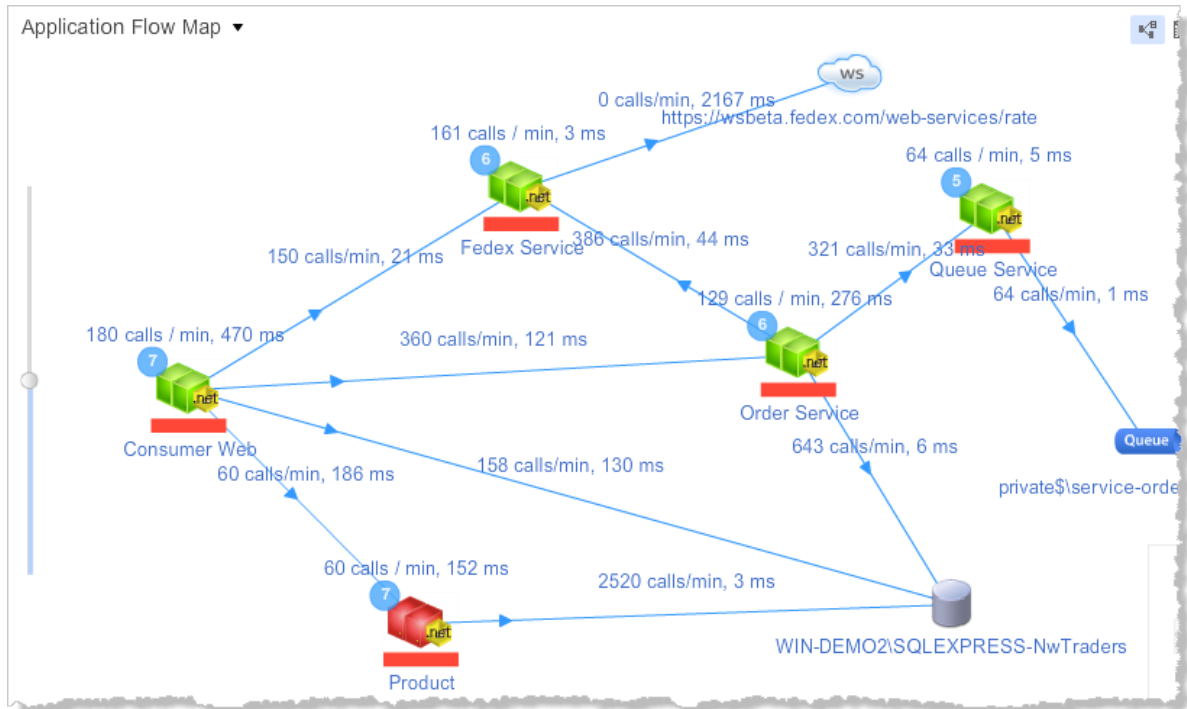 Application Flow Map
WS
0 calls/min, 2167 ms
https://wsbeta.fedex.com/web-services/rate
161 calls / min, 3 ms
6
.net
Fedex Service
64 calls / min, 5 ms
5
.net
Queue Service
386 calls/min, 44 ms
321 calls/min, 33 ms
150 calls/min, 21 ms
64 calls/min, 1 ms
129 calls / min, 276 ms
6
.net
Order Service
180 calls / min, 470 ms
7
.net
Consumer Web
360 calls/min, 121 ms
Queue
private$\service-orde
643 calls/min, 6 ms
158 calls/min, 130 ms
60 calls/min, 186 ms
60 calls / min, 152 ms
7
.net
Product
2520 calls/min, 3 ms
WIN-DEMO2\SQLEXPRESS-NwTraders